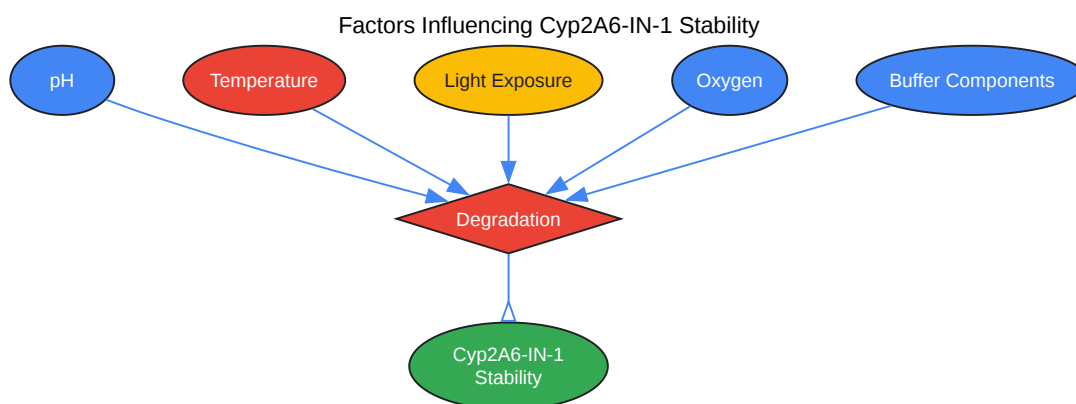 Factors Influencing Cyp2A6-IN-1 Stability
pH
Temperature
Light Exposure
Oxygen
Buffer Components
Degradation
Cyp2A6-IN-1
Stability